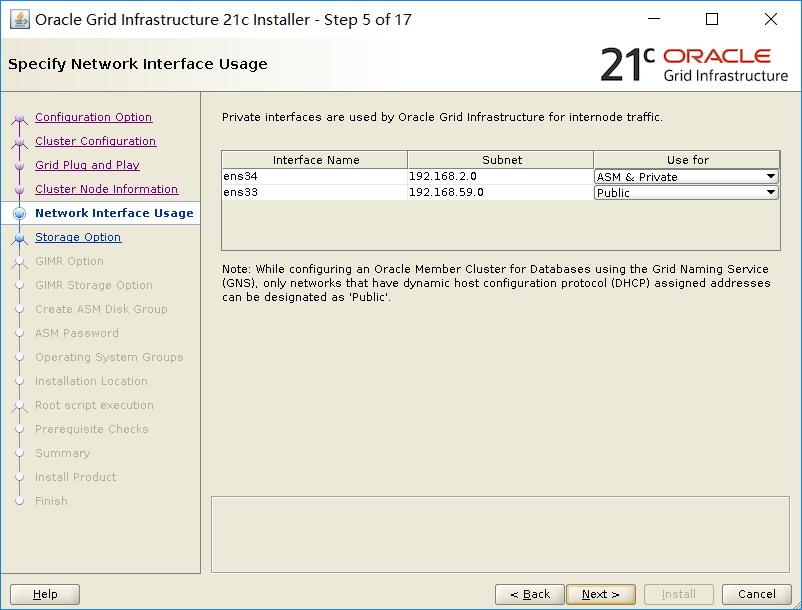 Oracle Grid Infrastructure 21c Installer - Step 5 of 17
Specify Network Interface Usage
21c ORACLE
Grid Infrastructure
Configuration Option
Cluster Configuration
Grid Plug and Play
Cluster Node Information
Network Interface Usage
Storage Option
GIMR Option
GIMR Storage Option
Create ASM Disk Group
ASM Password
Operating System Groups
Installation Location
Root script execution
Prerequisite Checks
Summary
Install Product
Finish
Private interfaces are used by Oracle Grid Infrastructure for internode traffic.
Interface Name Subnet Use for
ens34 192.168.2.0 ASM & Private
ens33 192.168.59.0 Public
Note: While configuring an Oracle Member Cluster for Databases using the Grid Naming Service
(GNS), only networks that have dynamic host configuration protocol (DHCP) assigned addresses
can be designated as 'Public'.
Help < Back Next > Install Cancel